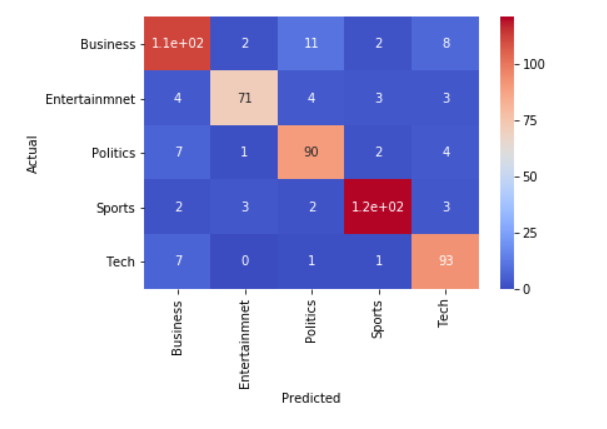 Business 1.1e+02 2 11 2 8
Entertainmnet 4 71 4 3 3
Politics 7 1 90 2 4
Sports 2 3 2 1.2e+02 3
Tech 7 0 1 1 93
Actual
Business Entertainmnet Politics Sports Tech
Predicted
100
75
50
25
0